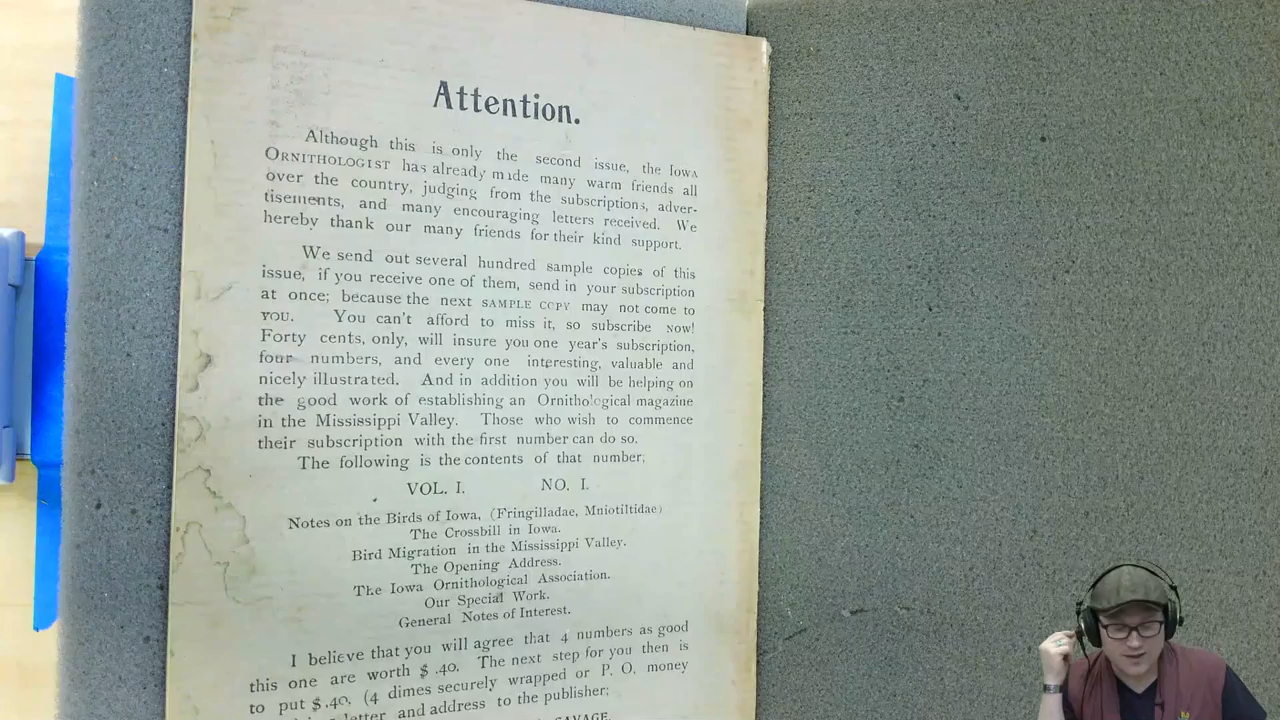 Attention.
Although this is only the second issue, the IOWA
ORNITHOLOGIST has already made many warm friends all
over the country, judging from the subscriptions, adver-
tisements, and many encouraging letters received. We
hereby thank our many friends for their kind support.
We send out several hundred sample copies of this
issue, if you receive one of them, send in your subscription
at once; because the next SAMPLE COPY may not come to
YOU. You can't afford to miss it, so subscribe NOW!
Forty cents, only, will insure you one year's subscription,
four numbers, and every one interesting, valuable and
nicely illustrated. And in addition you will be helping on
the good work of establishing an Ornithological magazine
in the Mississippi Valley. Those who wish to commence
their subscription with the first number can do so.
The following is the contents of that number;
VOL. I. NO. I.
Notes on the Birds of Iowa, (Fringilladae, Mniotiltidae)
The Crossbill in Iowa.
Bird Migration in the Mississippi Valley.
The Opening Address.
The Iowa Ornithological Association.
Our Special Work.
General Notes of Interest.
I believe that you will agree that 4 numbers as good
this one are worth $.40. The next step for you then is
to put $.40. (4 dimes securely wrapped or P. O. money
letter and address to the publisher;
SAVAGE.